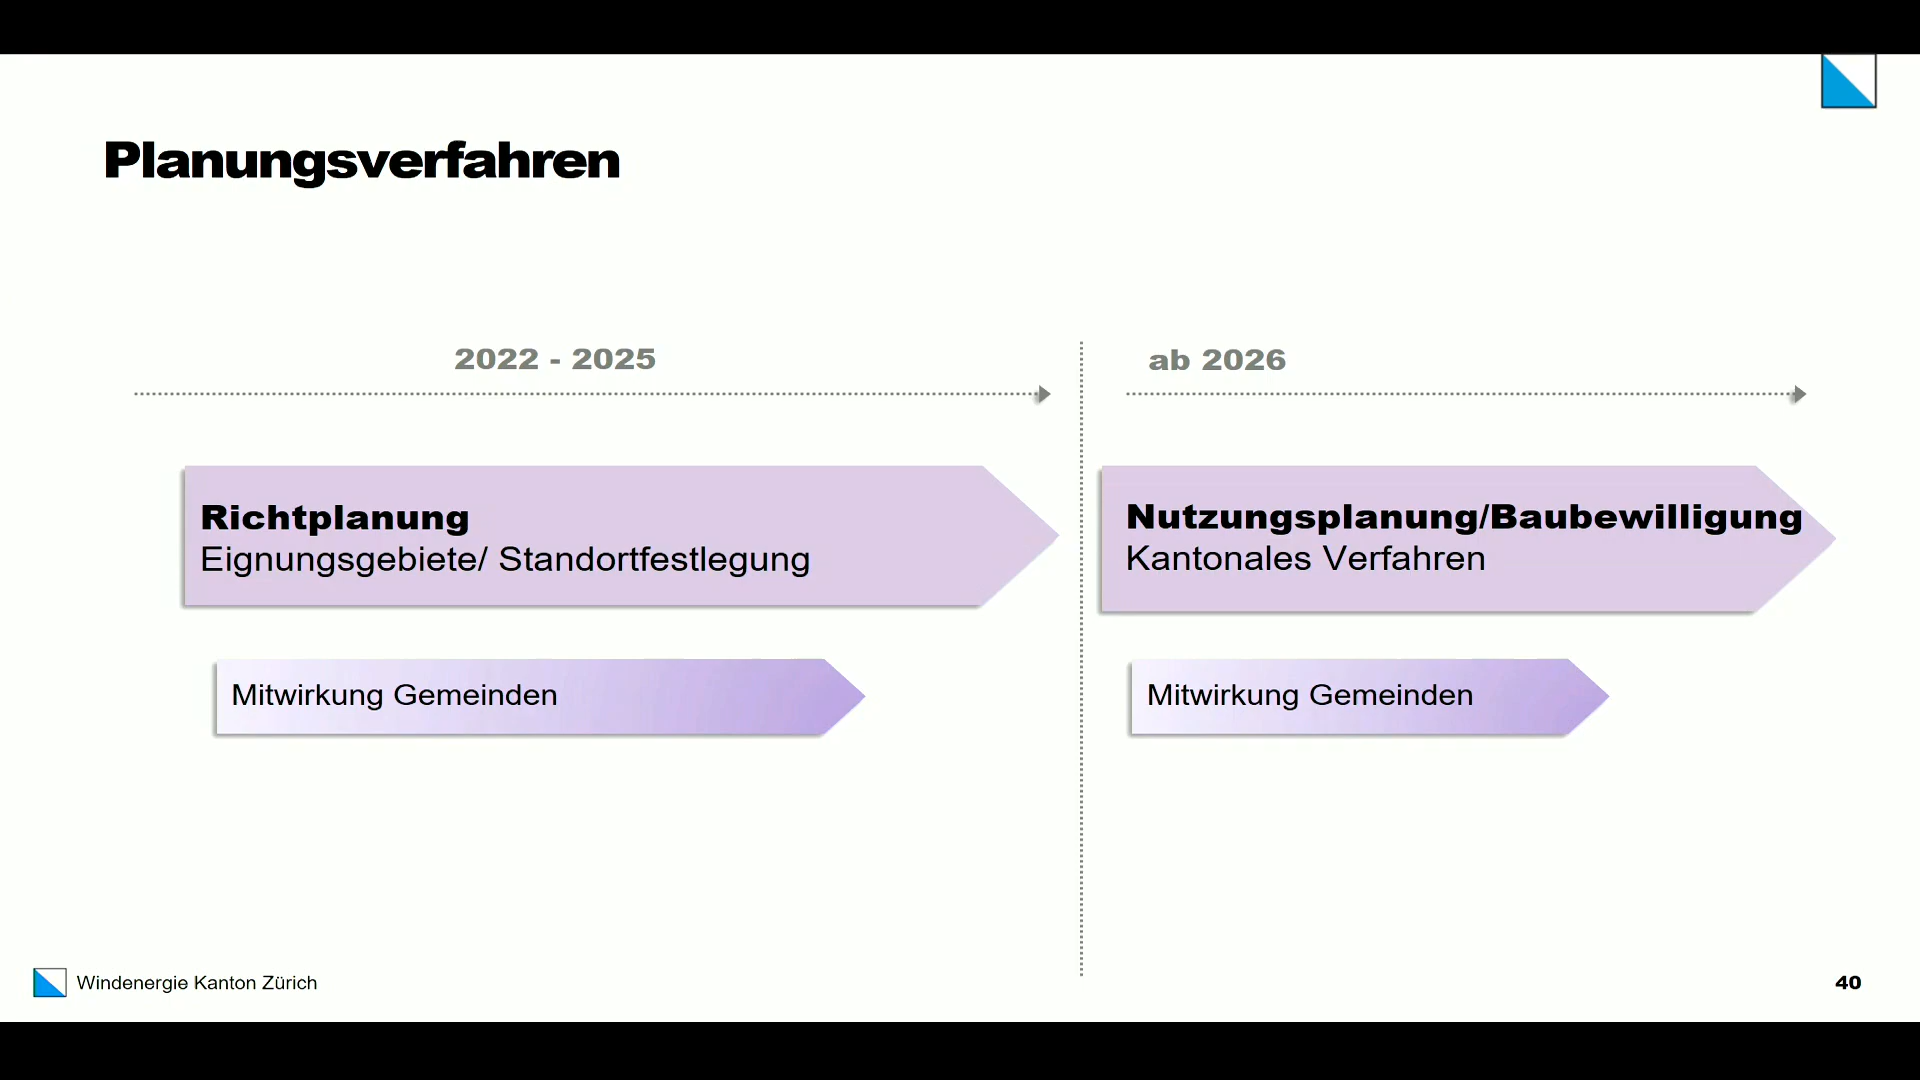 Planungsverfahren
2022 - 2025
ab 2026
Richtplanung
Eignungsgebiete/ Standortfestlegung
Nutzungsplanung/Baubewilligung
Kantonales Verfahren
Mitwirkung Gemeinden
Mitwirkung Gemeinden
Windenergie Kanton Zürich
40